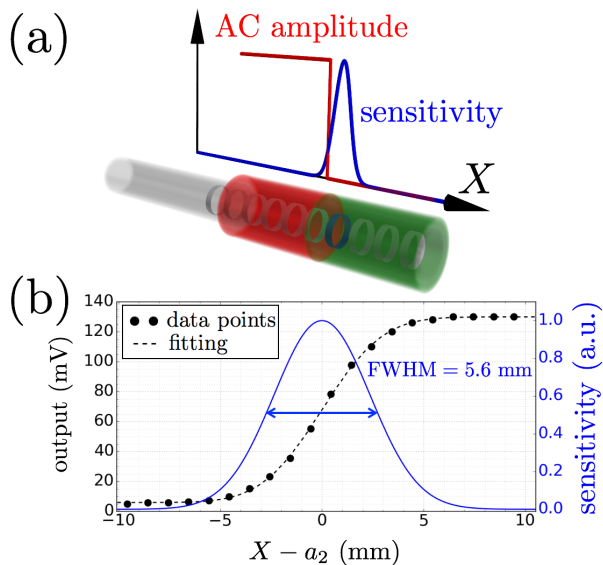 (a)
AC amplitude
sensitivity
X
(b)
140
120
100
80
60
40
20
0
output (mV)
data points
fitting
FWHM = 5.6 mm
1.0
0.8
0.6
0.4
0.2
0.0
sensitivity (a.u.)
−10 −5 0 5 10
X − a₂ (mm)